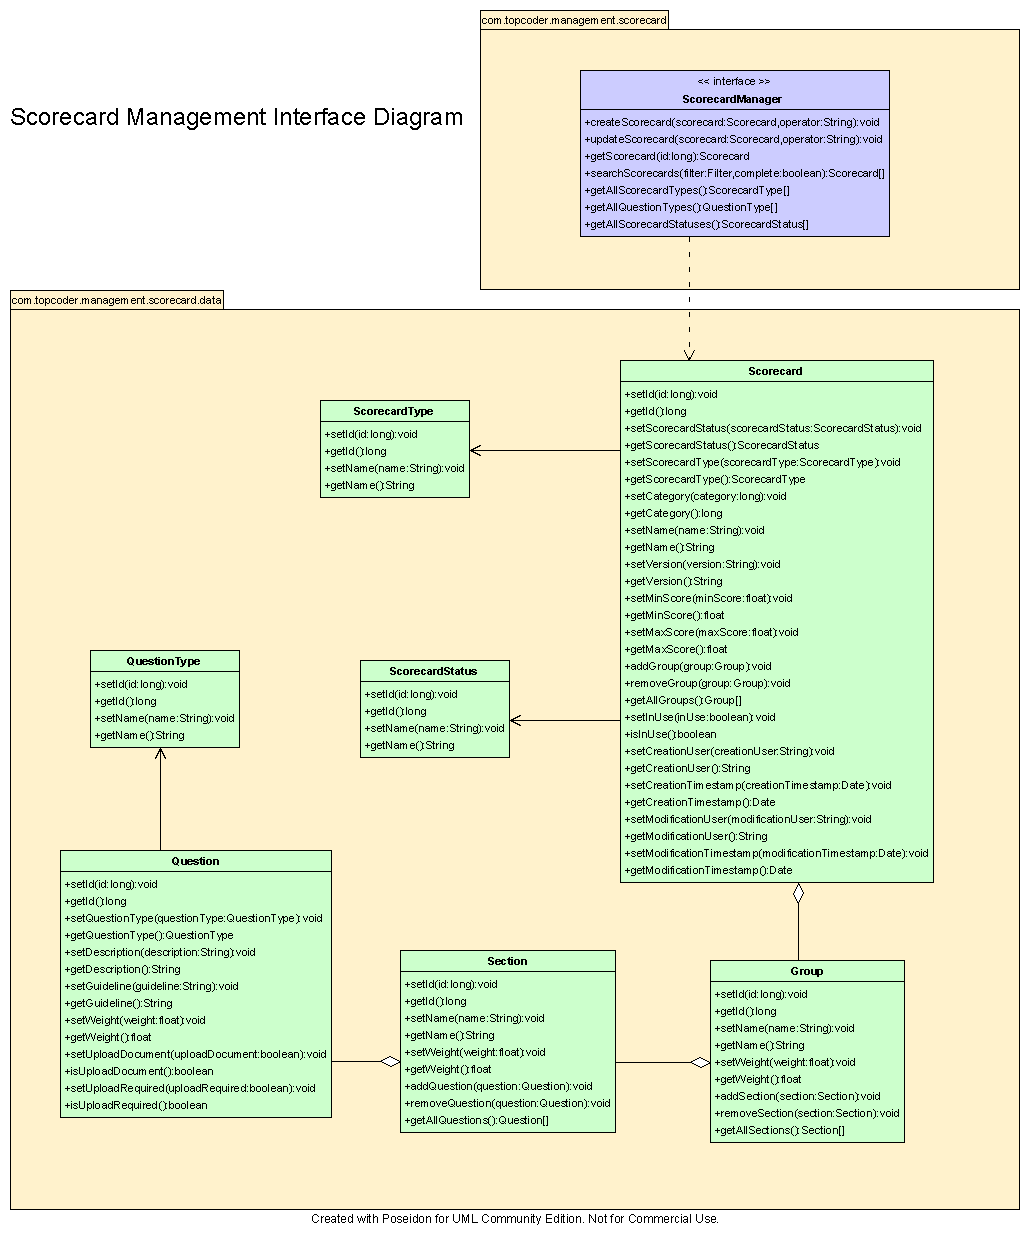 com.topcoder.management.scorecard
<< interface >>
ScorecardManager
+createScorecard(scorecard:Scorecard,operator:String):void
+updateScorecard(scorecard:Scorecard,operator:String):void
+getScorecard(id:long):Scorecard
+searchScorecards(filter:Filter,complete:boolean):Scorecard[]
+getAllScorecardTypes():ScorecardType[]
+getAllQuestionTypes():QuestionType[]
+getAllScorecardStatuses():ScorecardStatus[]
Scorecard Management Interface Diagram
com.topcoder.management.scorecard.data
Scorecard
+setId(id:long):void
+getId():long
+setScorecardStatus(scorecardStatus:ScorecardStatus):void
+getScorecardStatus():ScorecardStatus
+setScorecardType(scorecardType:ScorecardType):void
+getScorecardType():ScorecardType
+setCategory(category:long):void
+getCategory():long
+setName(name:String):void
+getName():String
+setVersion(version:String):void
+getVersion():String
+setMinScore(minScore:float):void
+getMinScore():float
+setMaxScore(maxScore:float):void
+getMaxScore():float
+addGroup(group:Group):void
+removeGroup(group:Group):void
+getAllGroups():Group[]
+setInUse(inUse:boolean):void
+isInUse():boolean
+setCreationUser(creationUser:String):void
+getCreationUser():String
+setCreationTimestamp(creationTimestamp:Date):void
+getCreationTimestamp():Date
+setModificationUser(modificationUser:String):void
+getModificationUser():String
+setModificationTimestamp(modificationTimestamp:Date):void
+getModificationTimestamp():Date
ScorecardType
+setId(id:long):void
+getId():long
+setName(name:String):void
+getName():String
QuestionType
+setId(id:long):void
+getId():long
+setName(name:String):void
+getName():String
ScorecardStatus
+setId(id:long):void
+getId():long
+setName(name:String):void
+getName():String
Question
+setId(id:long):void
+getId():long
+setQuestionType(questionType:QuestionType):void
+getQuestionType():QuestionType
+setDescription(description:String):void
+getDescription():String
+setGuideline(guideline:String):void
+getGuideline():String
+setWeight(weight:float):void
+getWeight():float
+setUploadDocument(uploadDocument:boolean):void
+isUploadDocument():boolean
+setUploadRequired(uploadRequired:boolean):void
+isUploadRequired():boolean
Section
+setId(id:long):void
+getId():long
+setName(name:String):void
+getName():String
+setWeight(weight:float):void
+getWeight():float
+addQuestion(question:Question):void
+removeQuestion(question:Question):void
+getAllQuestions():Question[]
Group
+setId(id:long):void
+getId():long
+setName(name:String):void
+getName():String
+setWeight(weight:float):void
+getWeight():float
+addSection(section:Section):void
+removeSection(section:Section):void
+getAllSections():Section[]
Created with Poseidon for UML Community Edition. Not for Commercial Use.